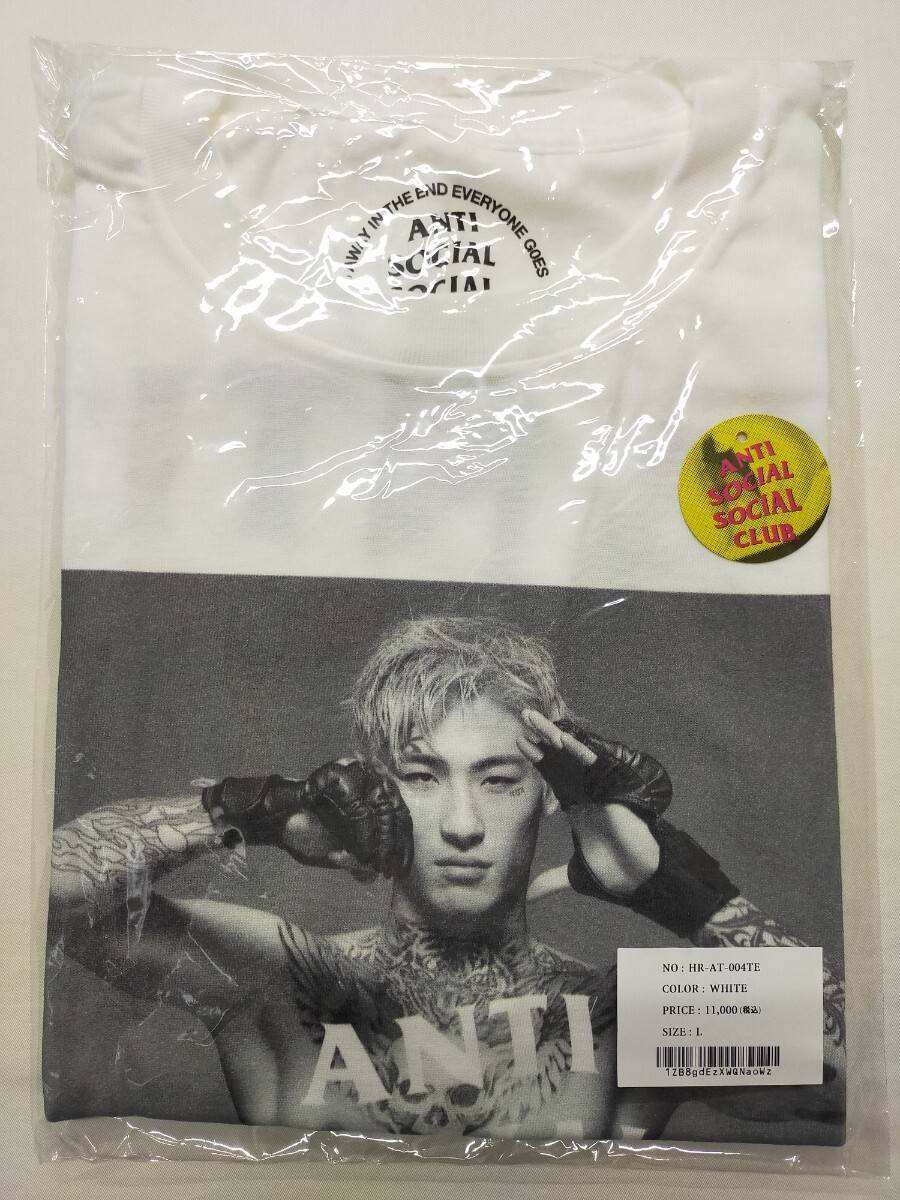 AWAY IN THE END EVERYONE GOES
ANTI
SOCIAL
SOCIAL
ANTI
SOCIAL
SOCIAL
CLUB
NO : HR-AT-004TE
COLOR : WHITE
PRICE : 11,000 (税込)
SIZE : L
1ZB8gdEzXWQNaoWz
ANTI